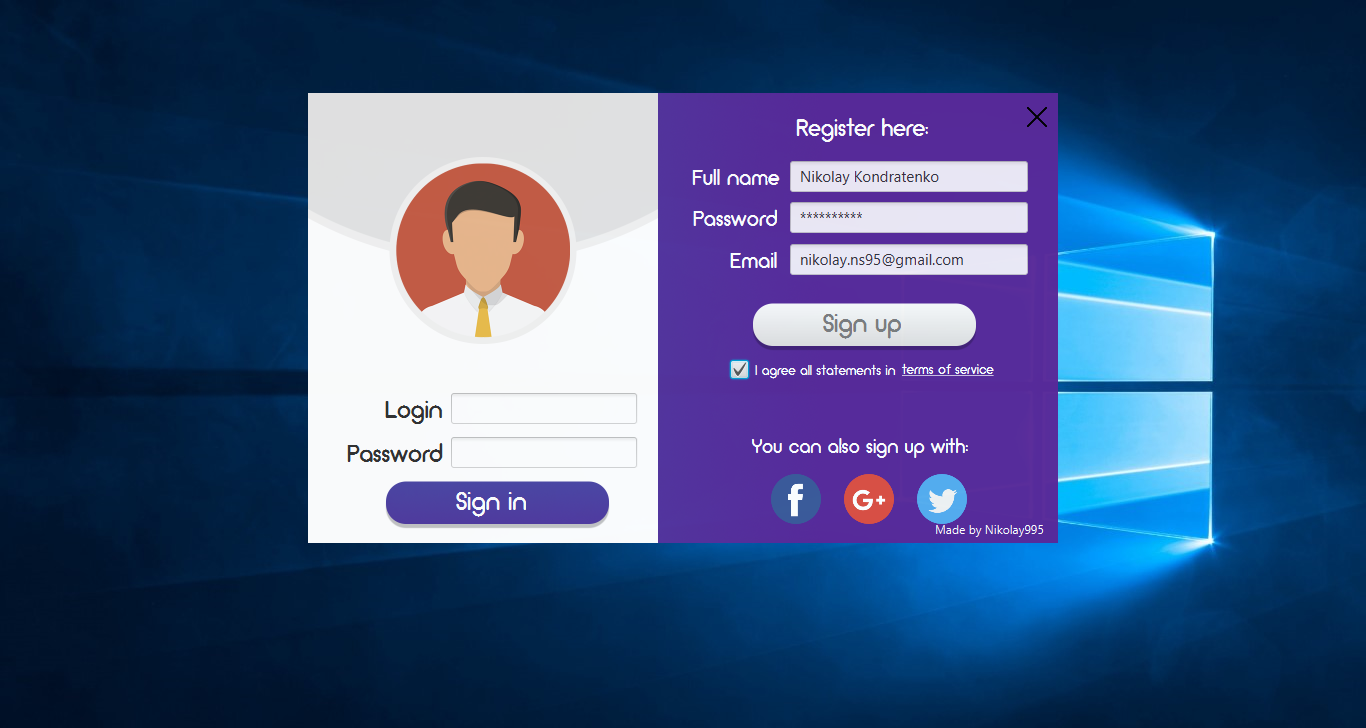 Register here:
Full name Nikolay Kondratenko
Password **********
Email nikolay.ns95@gmail.com
Sign up
I agree all statements in terms of service
You can also sign up with:
f G+
Made by Nikolay995
Login
Password
Sign in